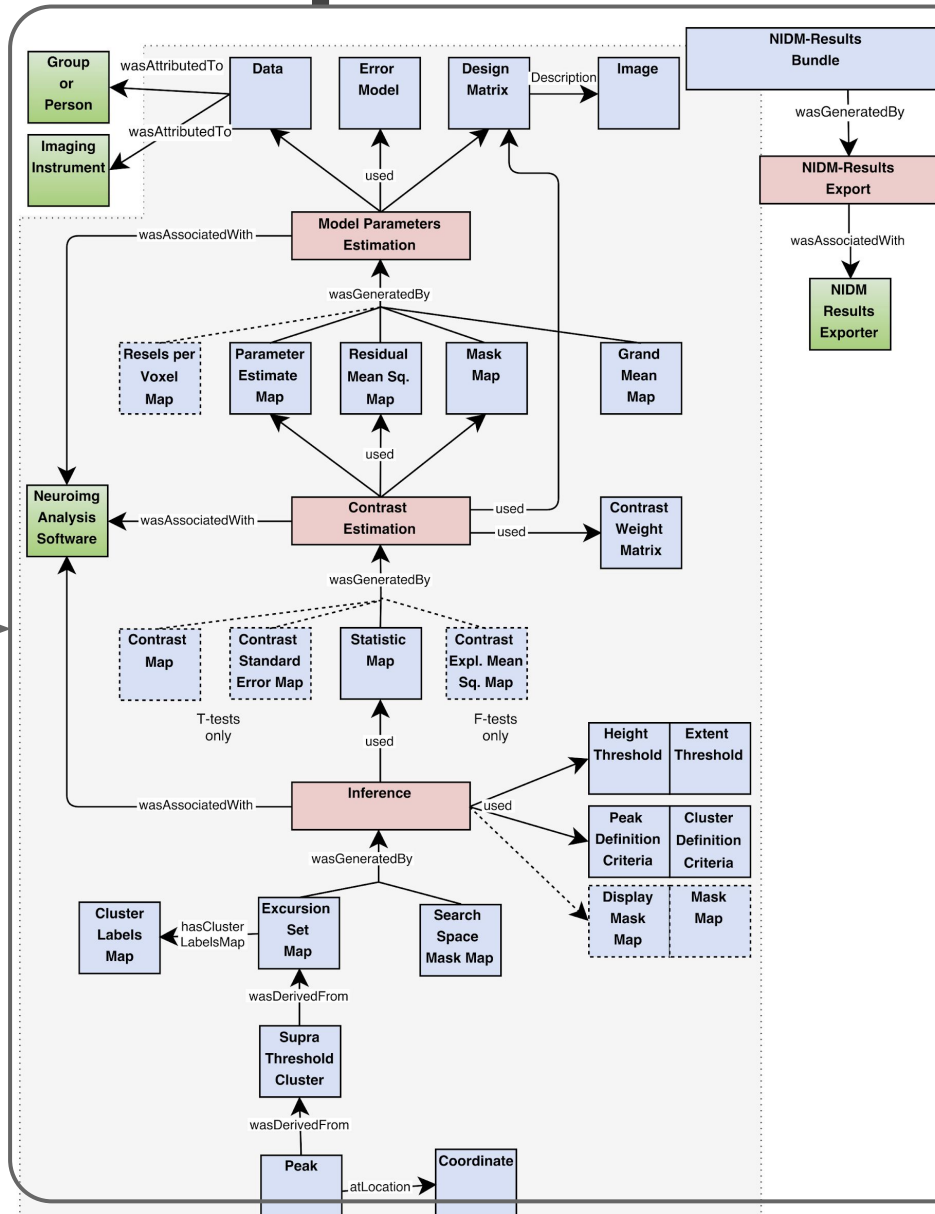 Group
or
Person
wasAttributedTo
wasAttributedTo
Imaging
Instrument
Data
Error
Model
Design
Matrix
Description
Image
NIDM-Results
Bundle
wasGeneratedBy
NIDM-Results
Export
wasAssociatedWith
NIDM
Results
Exporter
used
Model Parameters
Estimation
wasAssociatedWith
wasGeneratedBy
Resels per
Voxel
Map
Parameter
Estimate
Map
Residual
Mean Sq.
Map
Mask
Map
Grand
Mean
Map
used
Neuroimg
Analysis
Software
wasAssociatedWith
Contrast
Estimation
used
used
Contrast
Weight
Matrix
wasGeneratedBy
Contrast
Map
Contrast
Standard
Error Map
Statistic
Map
Contrast
Expl. Mean
Sq. Map
T-tests
only
F-tests
only
used
Height
Threshold
Extent
Threshold
wasAssociatedWith
Inference
used
Peak
Definition
Criteria
Cluster
Definition
Criteria
wasGeneratedBy
Display
Mask
Map
Mask
Map
Cluster
Labels
Map
hasCluster
LabelsMap
Excursion
Set
Map
Search
Space
Mask Map
wasDerivedFrom
Supra
Threshold
Cluster
wasDerivedFrom
Peak
atLocation
Coordinate